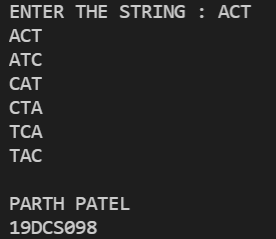 ENTER THE STRING : ACT
ACT
ATC
CAT
CTA
TCA
TAC
PARTH PATEL
19DCS098